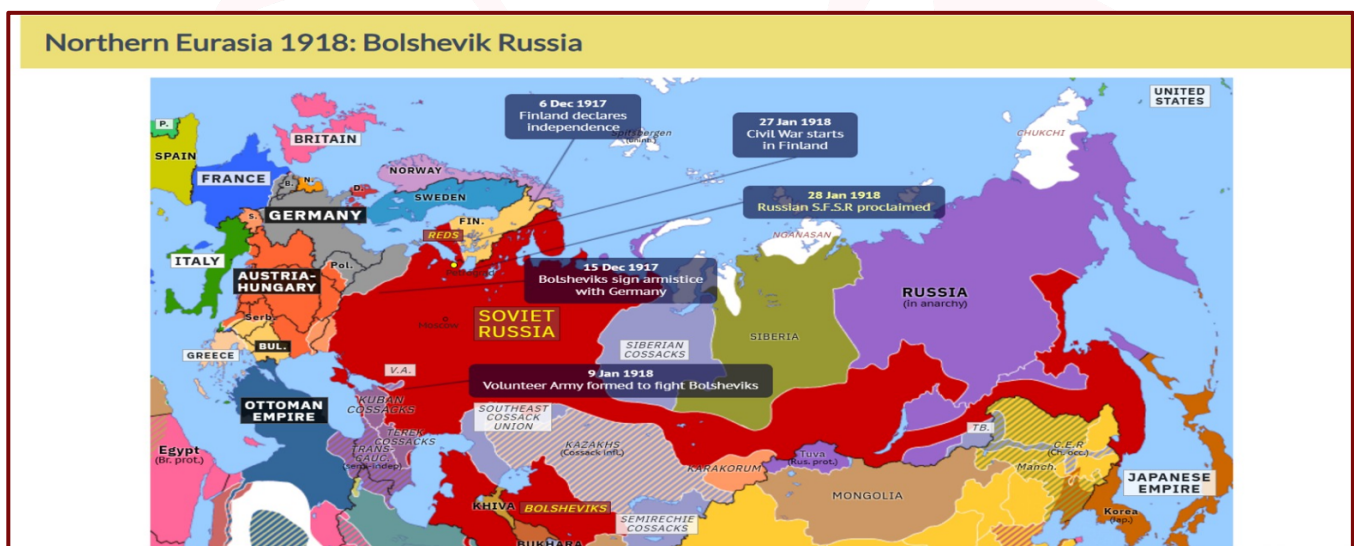 Northern Eurasia 1918: Bolshevik Russia
UNITED
STATES
6 Dec 1917
Finland declares
independence
27 Jan 1918
Civil War starts
in Finland
P.
SPAIN
BRITAIN
CHUKCHI
FRANCE
NORWAY
B.
N.
D.
SWEDEN
28 Jan 1918
Russian S.F.S.R proclaimed
S.
GERMANY
FIN.
REDS
NGANASAN
ITALY
Pol.
15 Dec 1917
Bolsheviks sign armistice
with Germany
AUSTRIA-
HUNGARY
RUSSIA
(in anarchy)
Serb.
Moscow
SOVIET
RUSSIA
SIBERIA
SIBERIAN
COSSACKS
BUL.
GREECE
V.A.
9 Jan 1918
Volunteer Army formed to fight Bolsheviks
OTTOMAN
EMPIRE
KUBAN
COSSACKS
SOUTHEAST
COSSACK
UNION
TB.
TEREK
COSSACKS
TRANS-
CAUC.
(semi-indep)
Egypt
(Br. prot.)
KAZAKHS
(Cossack infl.)
C.E.R
(Ch. occ.)
KARAKORUM
Tuva
(Rus. prot.)
Manch.
MONGOLIA
JAPANESE
EMPIRE
KHIVA
BOLSHEVIKS
SEMIRECHIE
COSSACKS
Korea
(Jap.)
BUKHARA